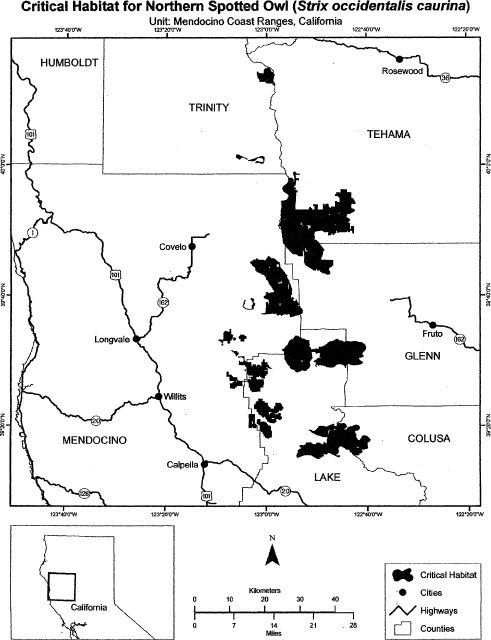 Critical Habitat for Northern Spotted Owl (Strix occidentalis caurina)
Unit: Mendocino Coast Ranges, California
123°40'0"W 123°20'0"W 123°0'0"W 122°40'0"W 122°20'0"W
HUMBOLDT
Rosewood
36
TRINITY
101
TEHAMA
40°0'0"N 40°0'0"N
1
Covelo
101
39°40'0"N 39°40'0"N
162
Longvale
Fruto
162
GLENN
Willits
20
39°20'0"N 39°20'0"N
MENDOCINO
COLUSA
Calpella
LAKE
128
101
20
123°40'0"W 123°20'0"W 123°0'0"W 122°40'0"W 122°30'0"W
California
N
Kilometers
0 10 20 30 40
0 7 14 21 28
Miles
Critical Habitat
Cities
Highways
Counties